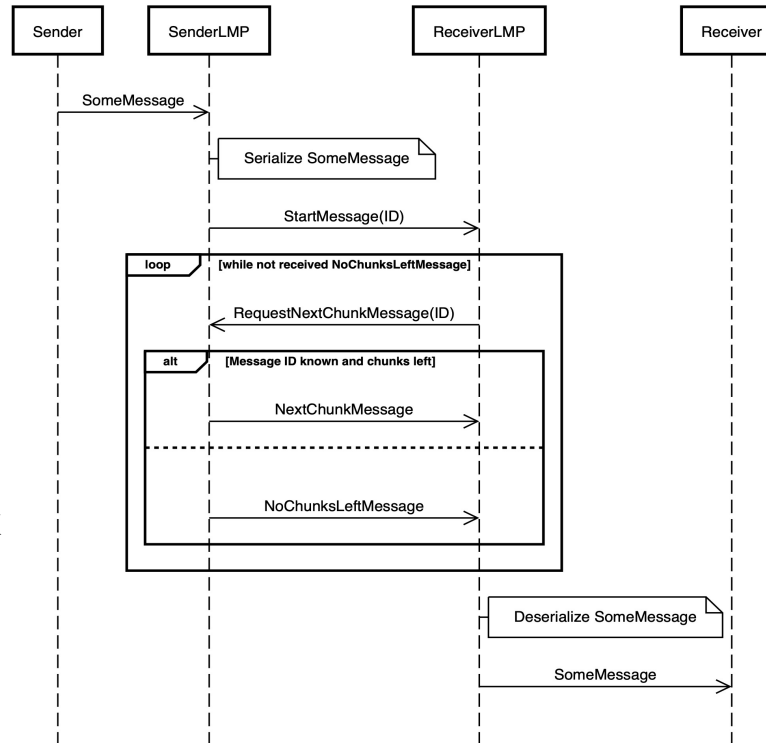 Sender
SenderLMP
ReceiverLMP
Receiver
SomeMessage
Serialize SomeMessage
StartMessage(ID)
loop
[while not received NoChunksLeftMessage]
RequestNextChunkMessage(ID)
alt
[Message ID known and chunks left]
NextChunkMessage
NoChunksLeftMessage
Deserialize SomeMessage
SomeMessage